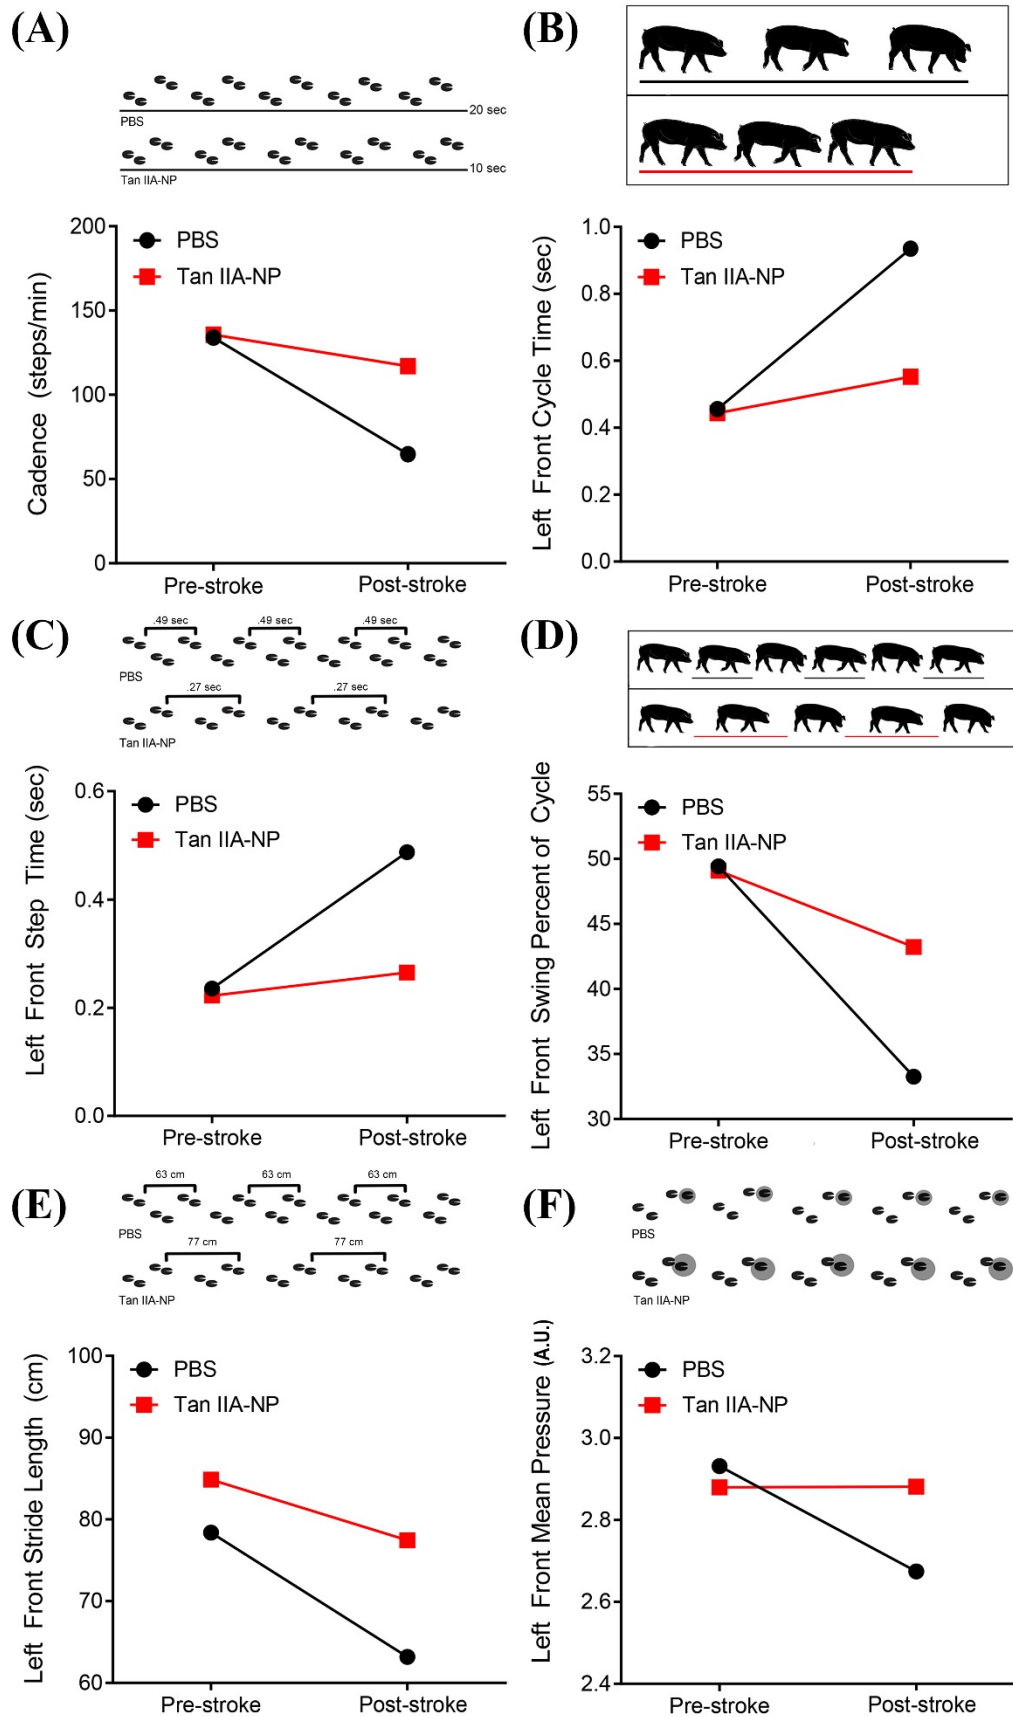 (A)
20 sec
PBS
10 sec
Tan IIA-NP
200
150
100
50
0
Cadence (steps/min)
PBS
Tan IIA-NP
Pre-stroke Post-stroke
(B)
1.0
0.8
0.6
0.4
0.2
0.0
Left Front Cycle Time (sec)
PBS
Tan IIA-NP
Pre-stroke Post-stroke
(C)
.49 sec .49 sec .49 sec
PBS
.27 sec .27 sec
Tan IIA-NP
0.6
0.4
0.2
0.0
Left Front Step Time (sec)
PBS
Tan IIA-NP
Pre-stroke Post-stroke
(D)
55
50
45
40
35
30
Left Front Swing Percent of Cycle
PBS
Tan IIA-NP
Pre-stroke Post-stroke
(E)
63 cm 63 cm 63 cm
PBS
77 cm 77 cm
Tan IIA-NP
100
90
80
70
60
Left Front Stride Length (cm)
PBS
Tan IIA-NP
Pre-stroke Post-stroke
(F)
PBS
Tan IIA-NP
3.2
3.0
2.8
2.6
2.4
Left Front Mean Pressure (A.U.)
PBS
Tan IIA-NP
Pre-stroke Post-stroke